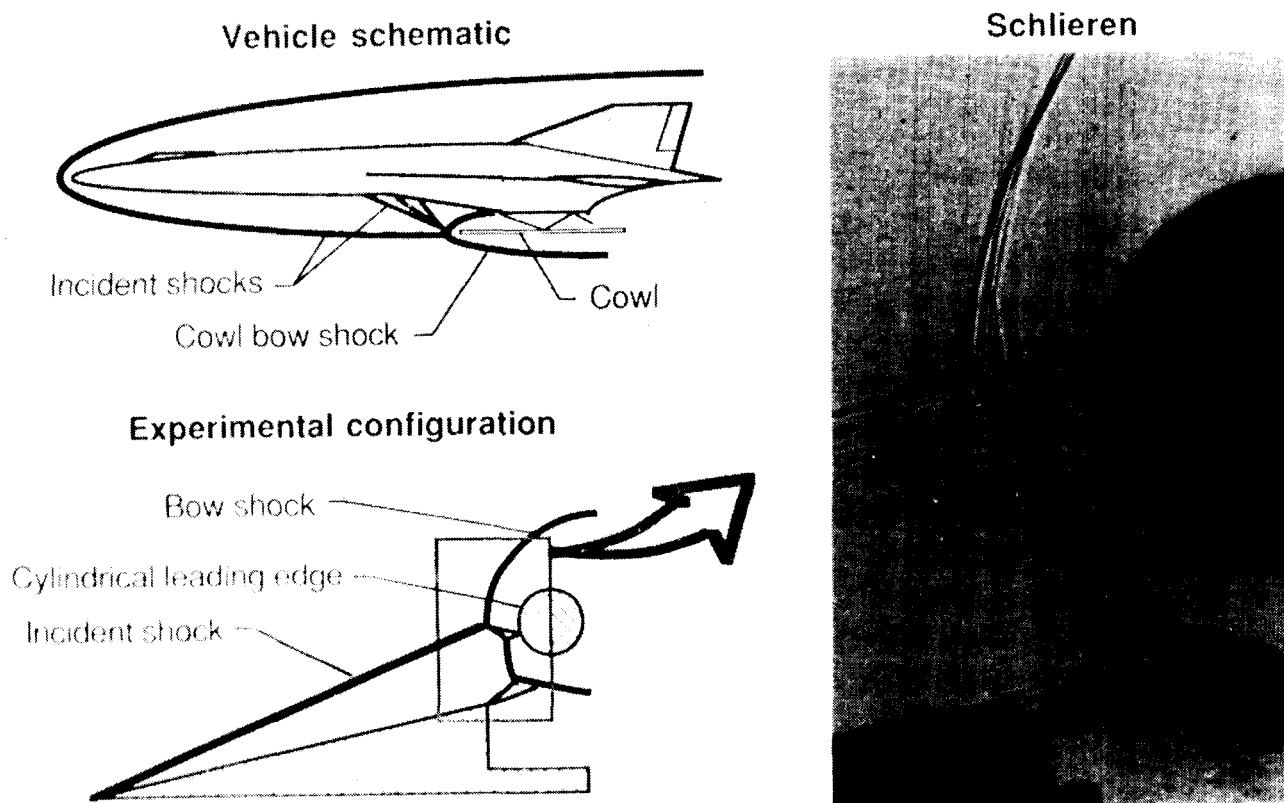 Vehicle schematic
Incident shocks
Cowl bow shock
Cowl
Experimental configuration
Bow shock
Cylindrical leading edge
Incident shock
Schlieren